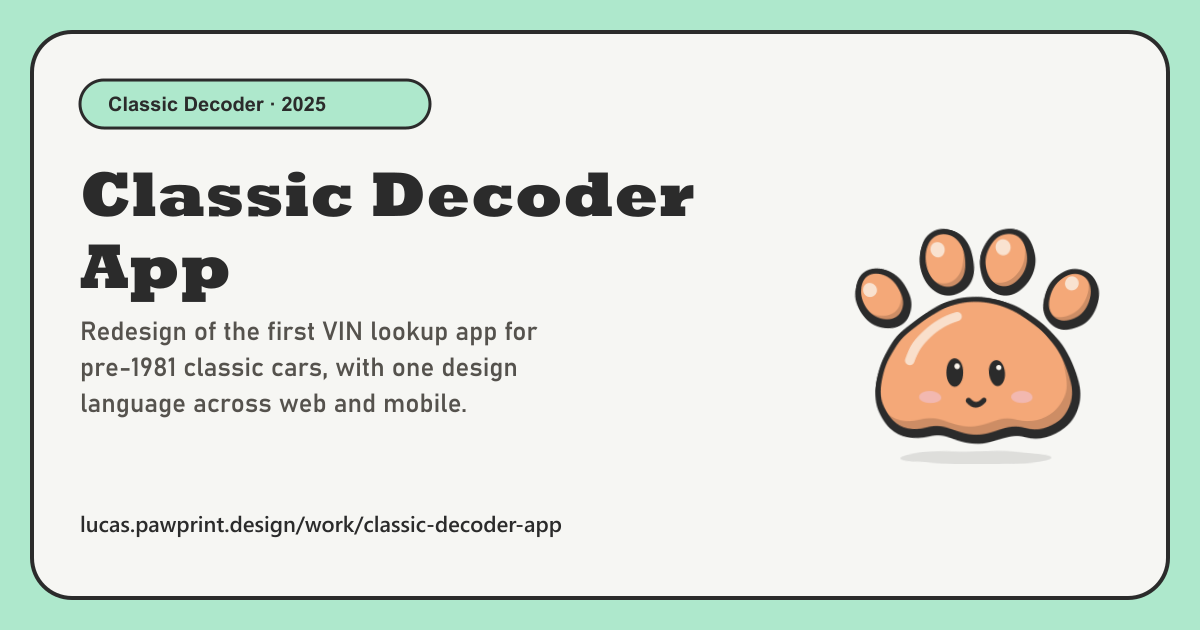 Classic Decoder · 2025
Classic Decoder
App
Redesign of the first VIN lookup app for
pre-1981 classic cars, with one design
language across web and mobile.
lucas.pawprint.design/work/classic-decoder-app